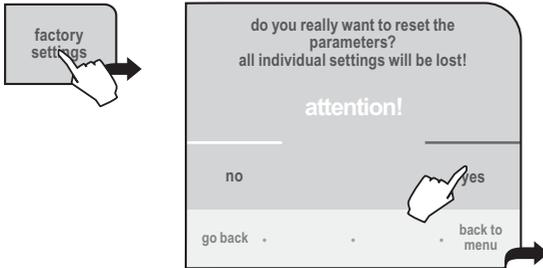 factory
settings
do you really want to reset the
parameters?
all individual settings will be lost!
attention!
no
yes
go back
back to
menu